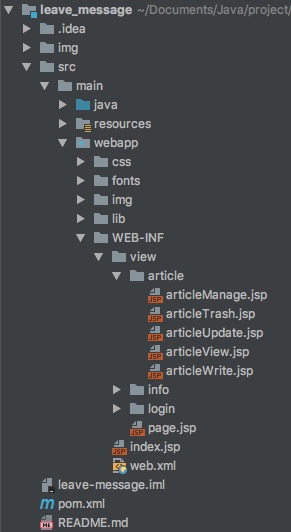 leave_message ~/Documents/Java/project/
.idea
img
src
main
java
resources
webapp
css
fonts
img
lib
WEB-INF
view
article
articleManage.jsp
articleTrash.jsp
articleUpdate.jsp
articleView.jsp
articleWrite.jsp
info
login
page.jsp
index.jsp
web.xml
leave-message.iml
pom.xml
README.md